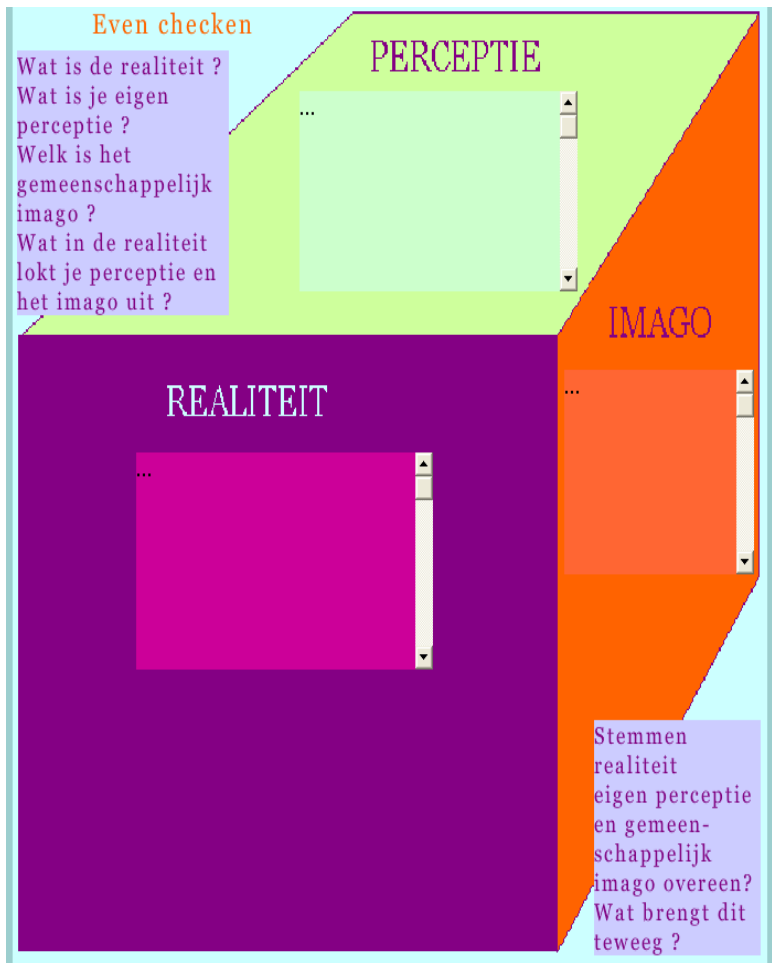 Even checken
Wat is de realiteit ?
Wat is je eigen
perceptie ?
Welk is het
gemeenschappelijk
imago ?
Wat in de realiteit
lokt je perceptie en
het imago uit ?
PERCEPTIE
...
IMAGO
...
REALITEIT
...
Stemmen
realiteit
eigen perceptie
en gemeen-
schappelijk
imago overeen?
Wat brengt dit
teweeg ?